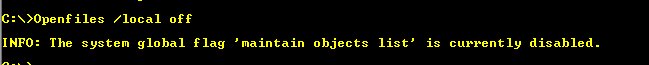 C:\>Openfiles /local off
INFO: The system global flag 'maintain objects list' is currently disabled.
C:\>